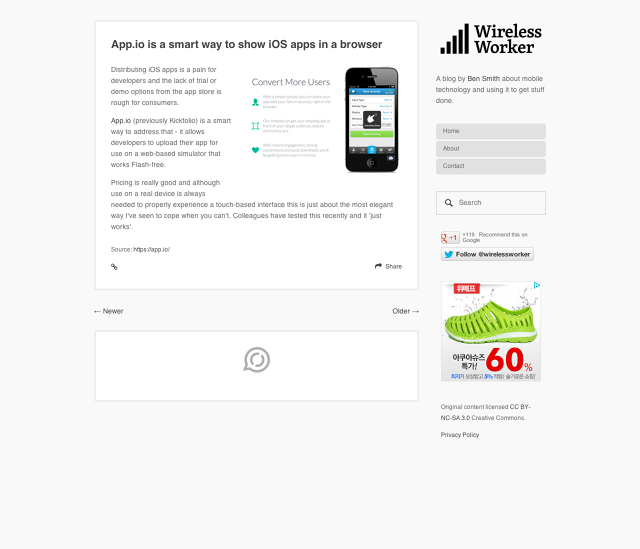 App.io is a smart way to show iOS apps in a browser
Distributing iOS apps is a pain for
developers and the lack of trial or
demo options from the app store is
rough for consumers.
App.io (previously Kickfolio) is a smart
way to address that - it allows
developers to upload their app for
use on a web-based simulator that
works Flash-free.
Pricing is really good and although
use on a real device is always
needed to properly experience a touch-based interface this is just about the most elegant
way I've seen to cope when you can't. Colleagues have tested this recently and it 'just
works'.
Convert More Users
Source: https://app.io/
Share
← Newer
Older →
Wireless
Worker
A blog by Ben Smith about mobile
technology and using it to get stuff
done.
Home
About
Contact
Search
+1
+119 Recommend this on
Google
Follow @wirelessworker
위메프
아쿠아슈즈
특가!
60%
Original content licensed CC BY-
NC-SA 3.0 Creative Commons.
Privacy Policy